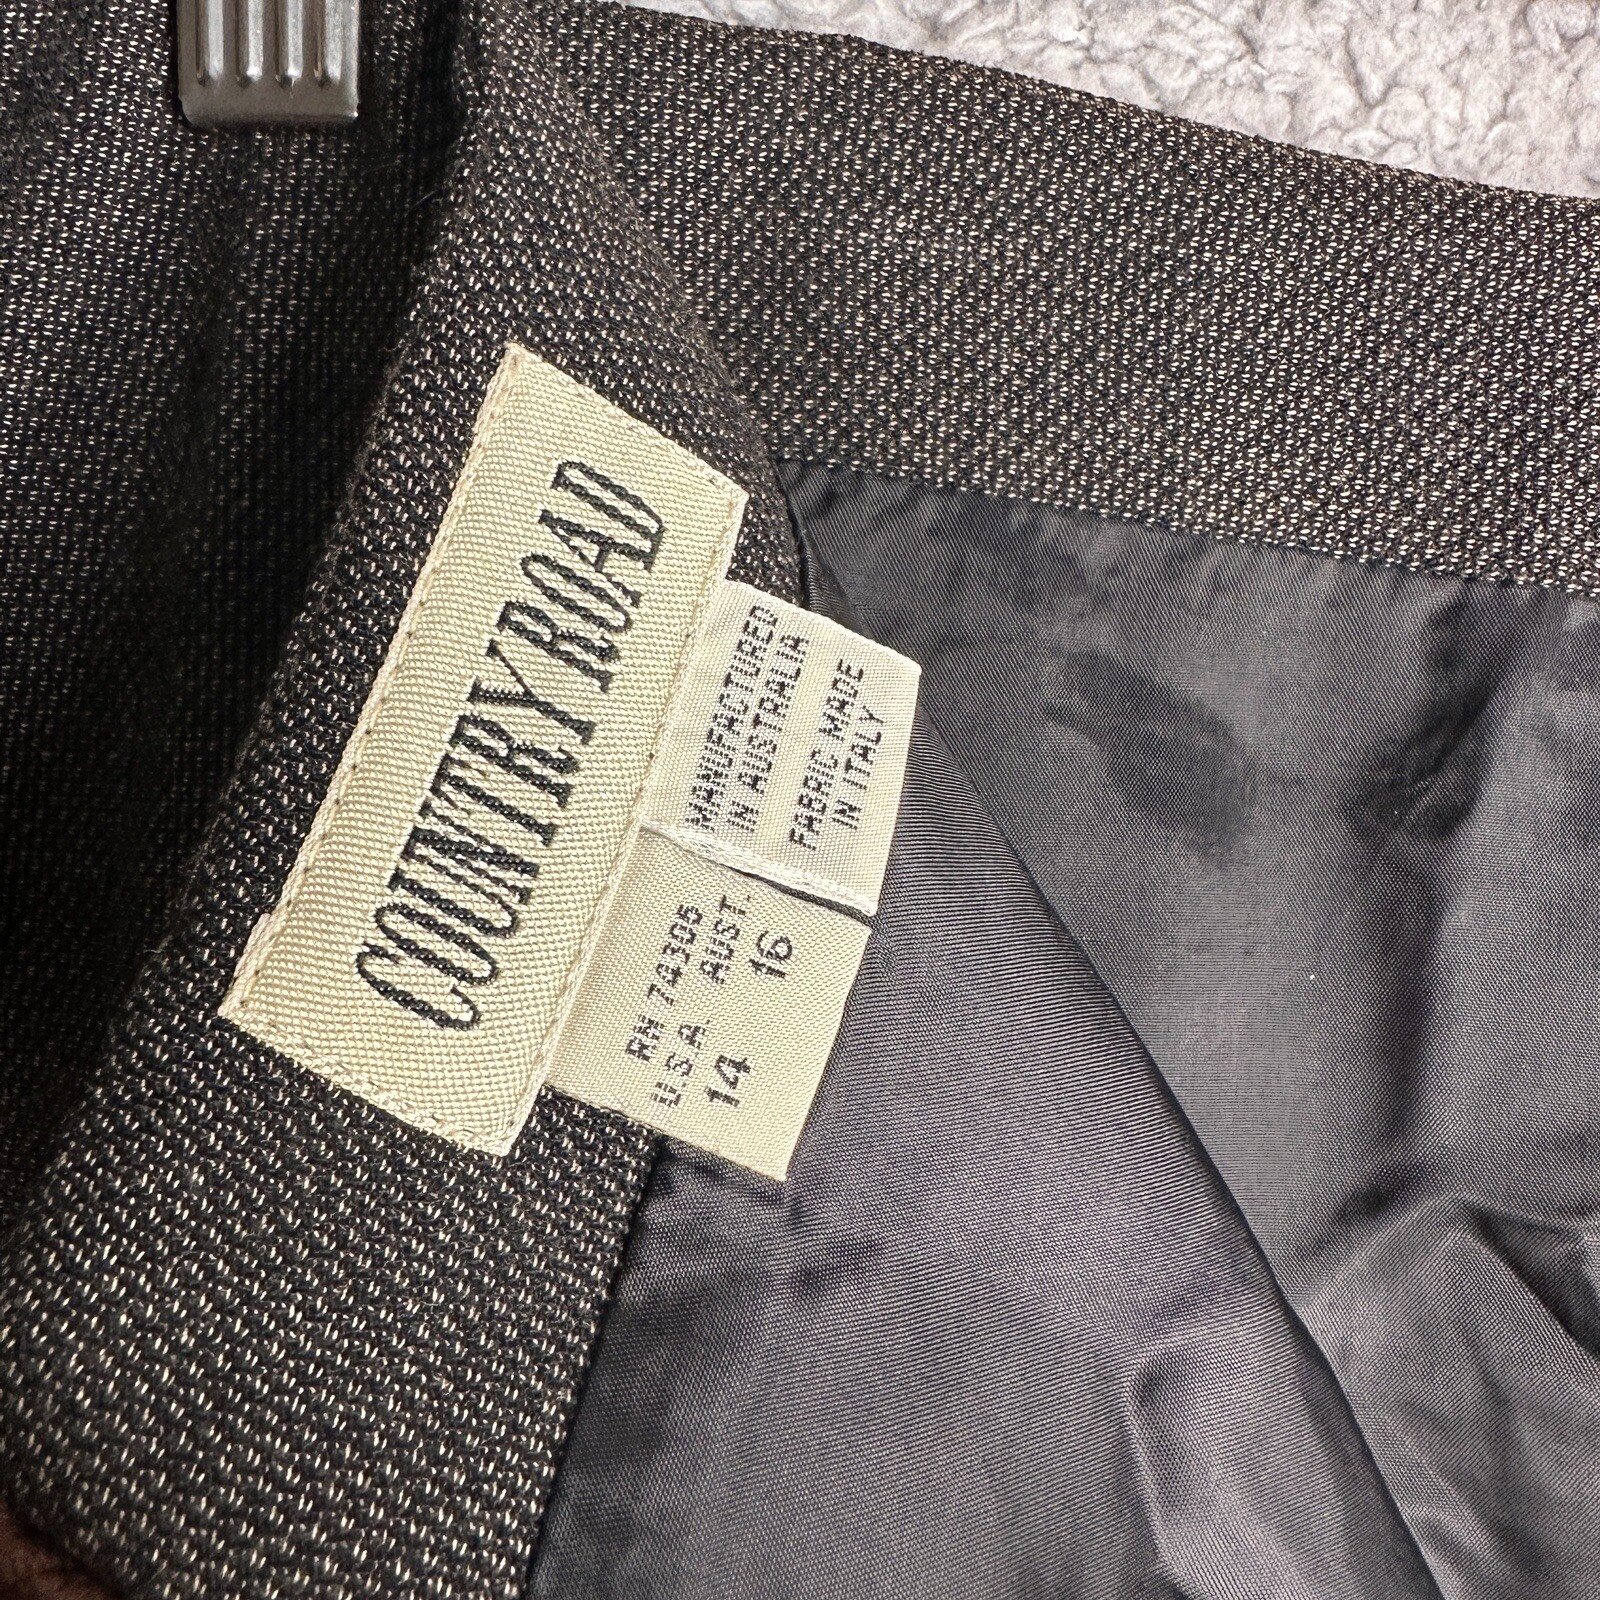 COUNTRY ROAD
MANUFACTURED
IN AUSTRALIA
FABRIC MADE
IN ITALY
RN 74305
U.S.A. AUST.
14 16